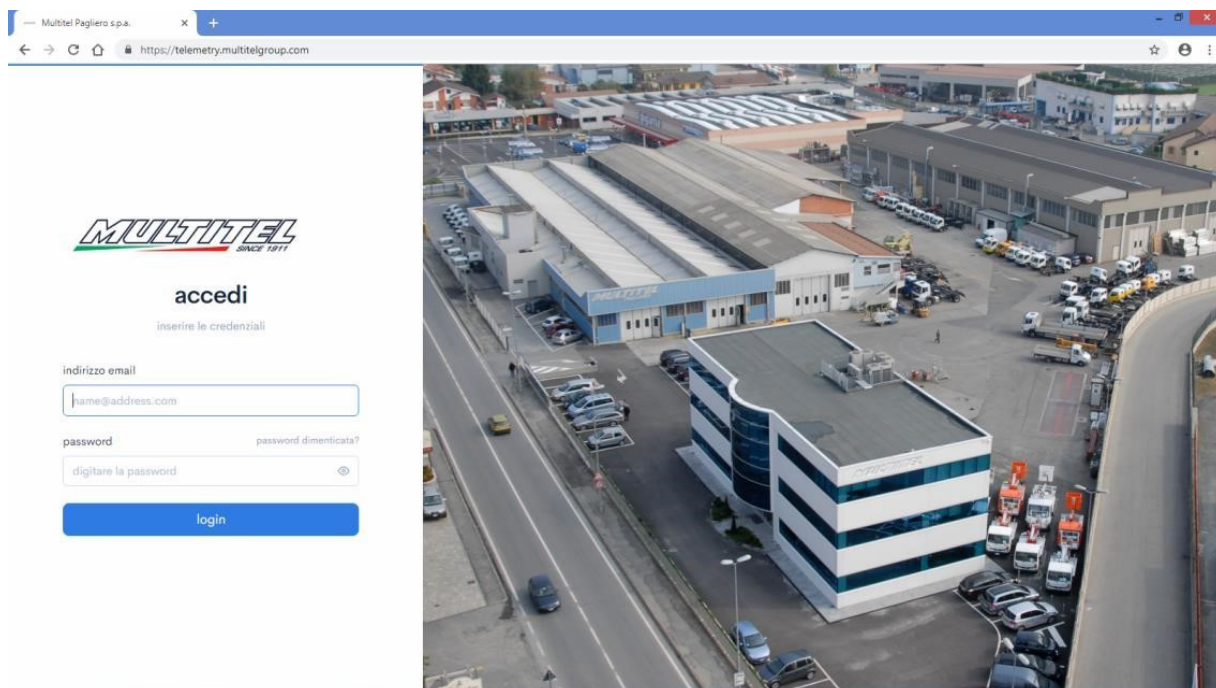 Multitel Pagliero s.p.a.
https://telemetry.multitelgroup.com
MULTITEL
SINCE 1911
accedi
inserire le credenziali
indirizzo email
name@address.com
password password dimenticata?
digitare la password
login
MULTITEL
MULTITEL